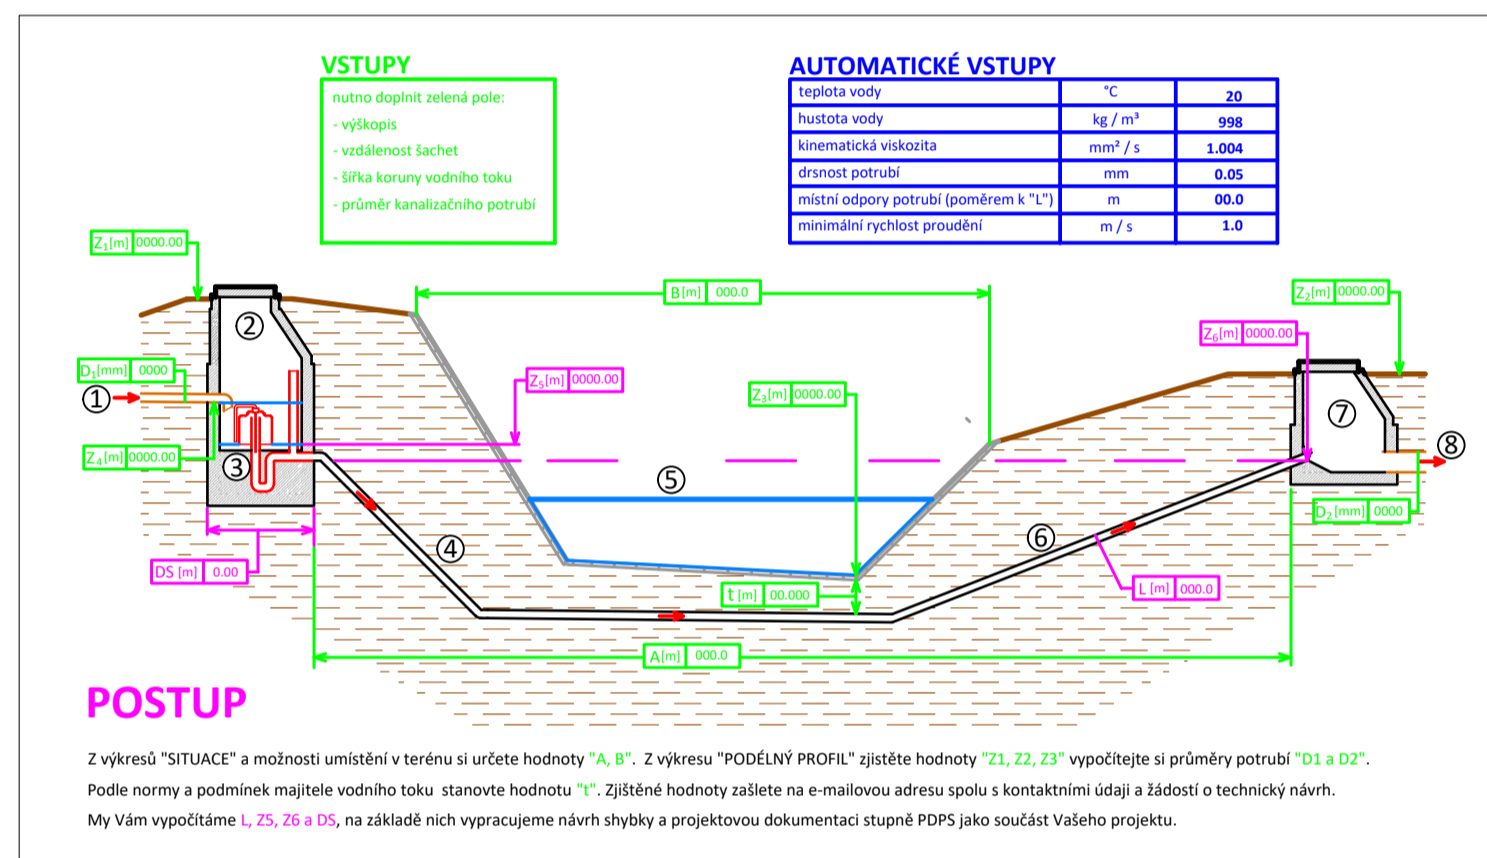 VSTUPY
nutno doplnit zelená pole:
- výškopis
- vzdálenost šachet
- šířka koruny vodního toku
- průměr kanalizačního potrubí
AUTOMATICKÉ VSTUPY
teplota vody °C 20
hustota vody kg / m³ 998
kinematická viskozita mm² / s 1.004
drsnost potrubí mm 0.05
místní odpory potrubí (poměrem k "L") m 00.0
minimální rychlost proudění m / s 1.0
Z₁[m] 0000.00
B[m] 000.0
Z₂[m] 0000.00
2
Z₆[m] 0000.00
D₁[mm] 0000
Z₅[m] 0000.00
Z₃[m] 0000.00
1
7
8
Z₄[m] 0000.00
3
5
D₂[mm] 0000
4
6
DS [m] 0.00
t [m] 00.000
L [m] 000.0
A[m] 000.0
POSTUP
Z výkresů "SITUACE" a možnosti umístění v terénu si určete hodnoty "A, B". Z výkresu "PODÉLNÝ PROFIL" zjistěte hodnoty "Z1, Z2, Z3" vypočítejte si průměry potrubí "D1 a D2".
Podle normy a podmínek majitele vodního toku stanovte hodnotu "t". Zjištěné hodnoty zašlete na e-mailovou adresu spolu s kontaktními údaji a žádostí o technický návrh.
My Vám vypočítáme L, Z5, Z6 a DS, na základě nich vypracujeme návrh shybky a projektovou dokumentaci stupně PDPS jako součást Vašeho projektu.